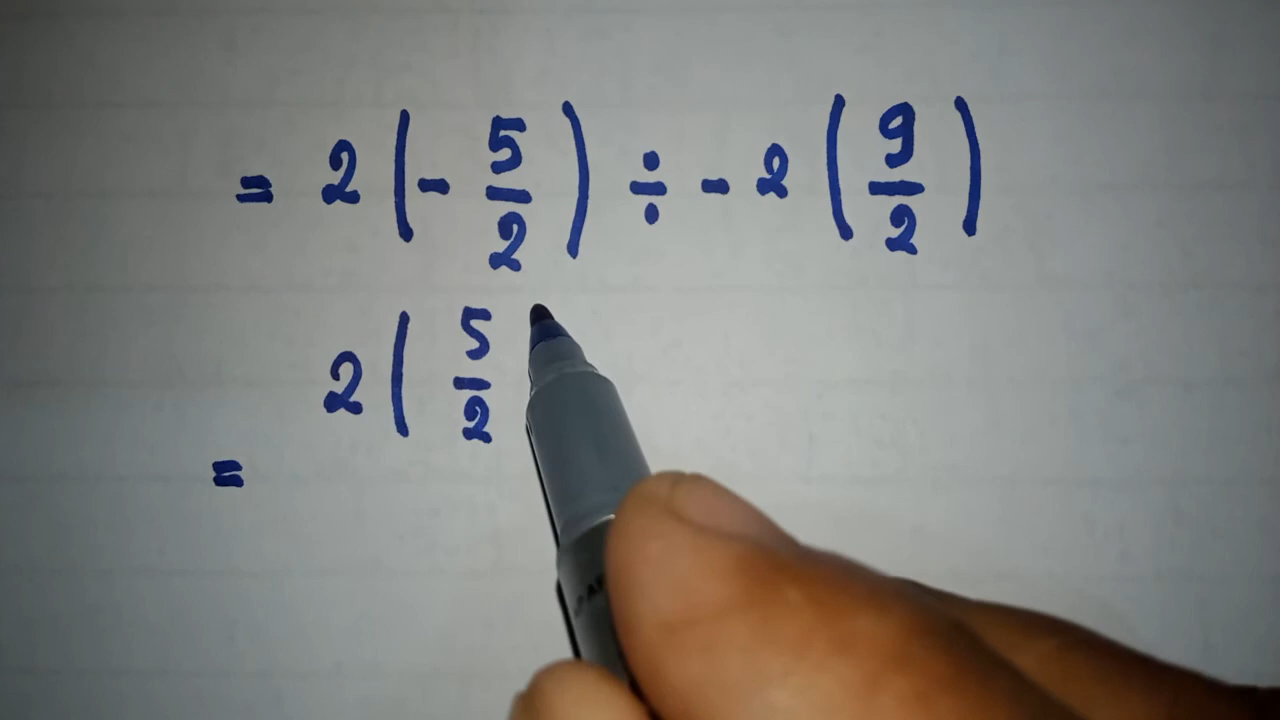 = 2 (- 5/2) ÷ - 2 (9/2)
2 ( 5/2
=